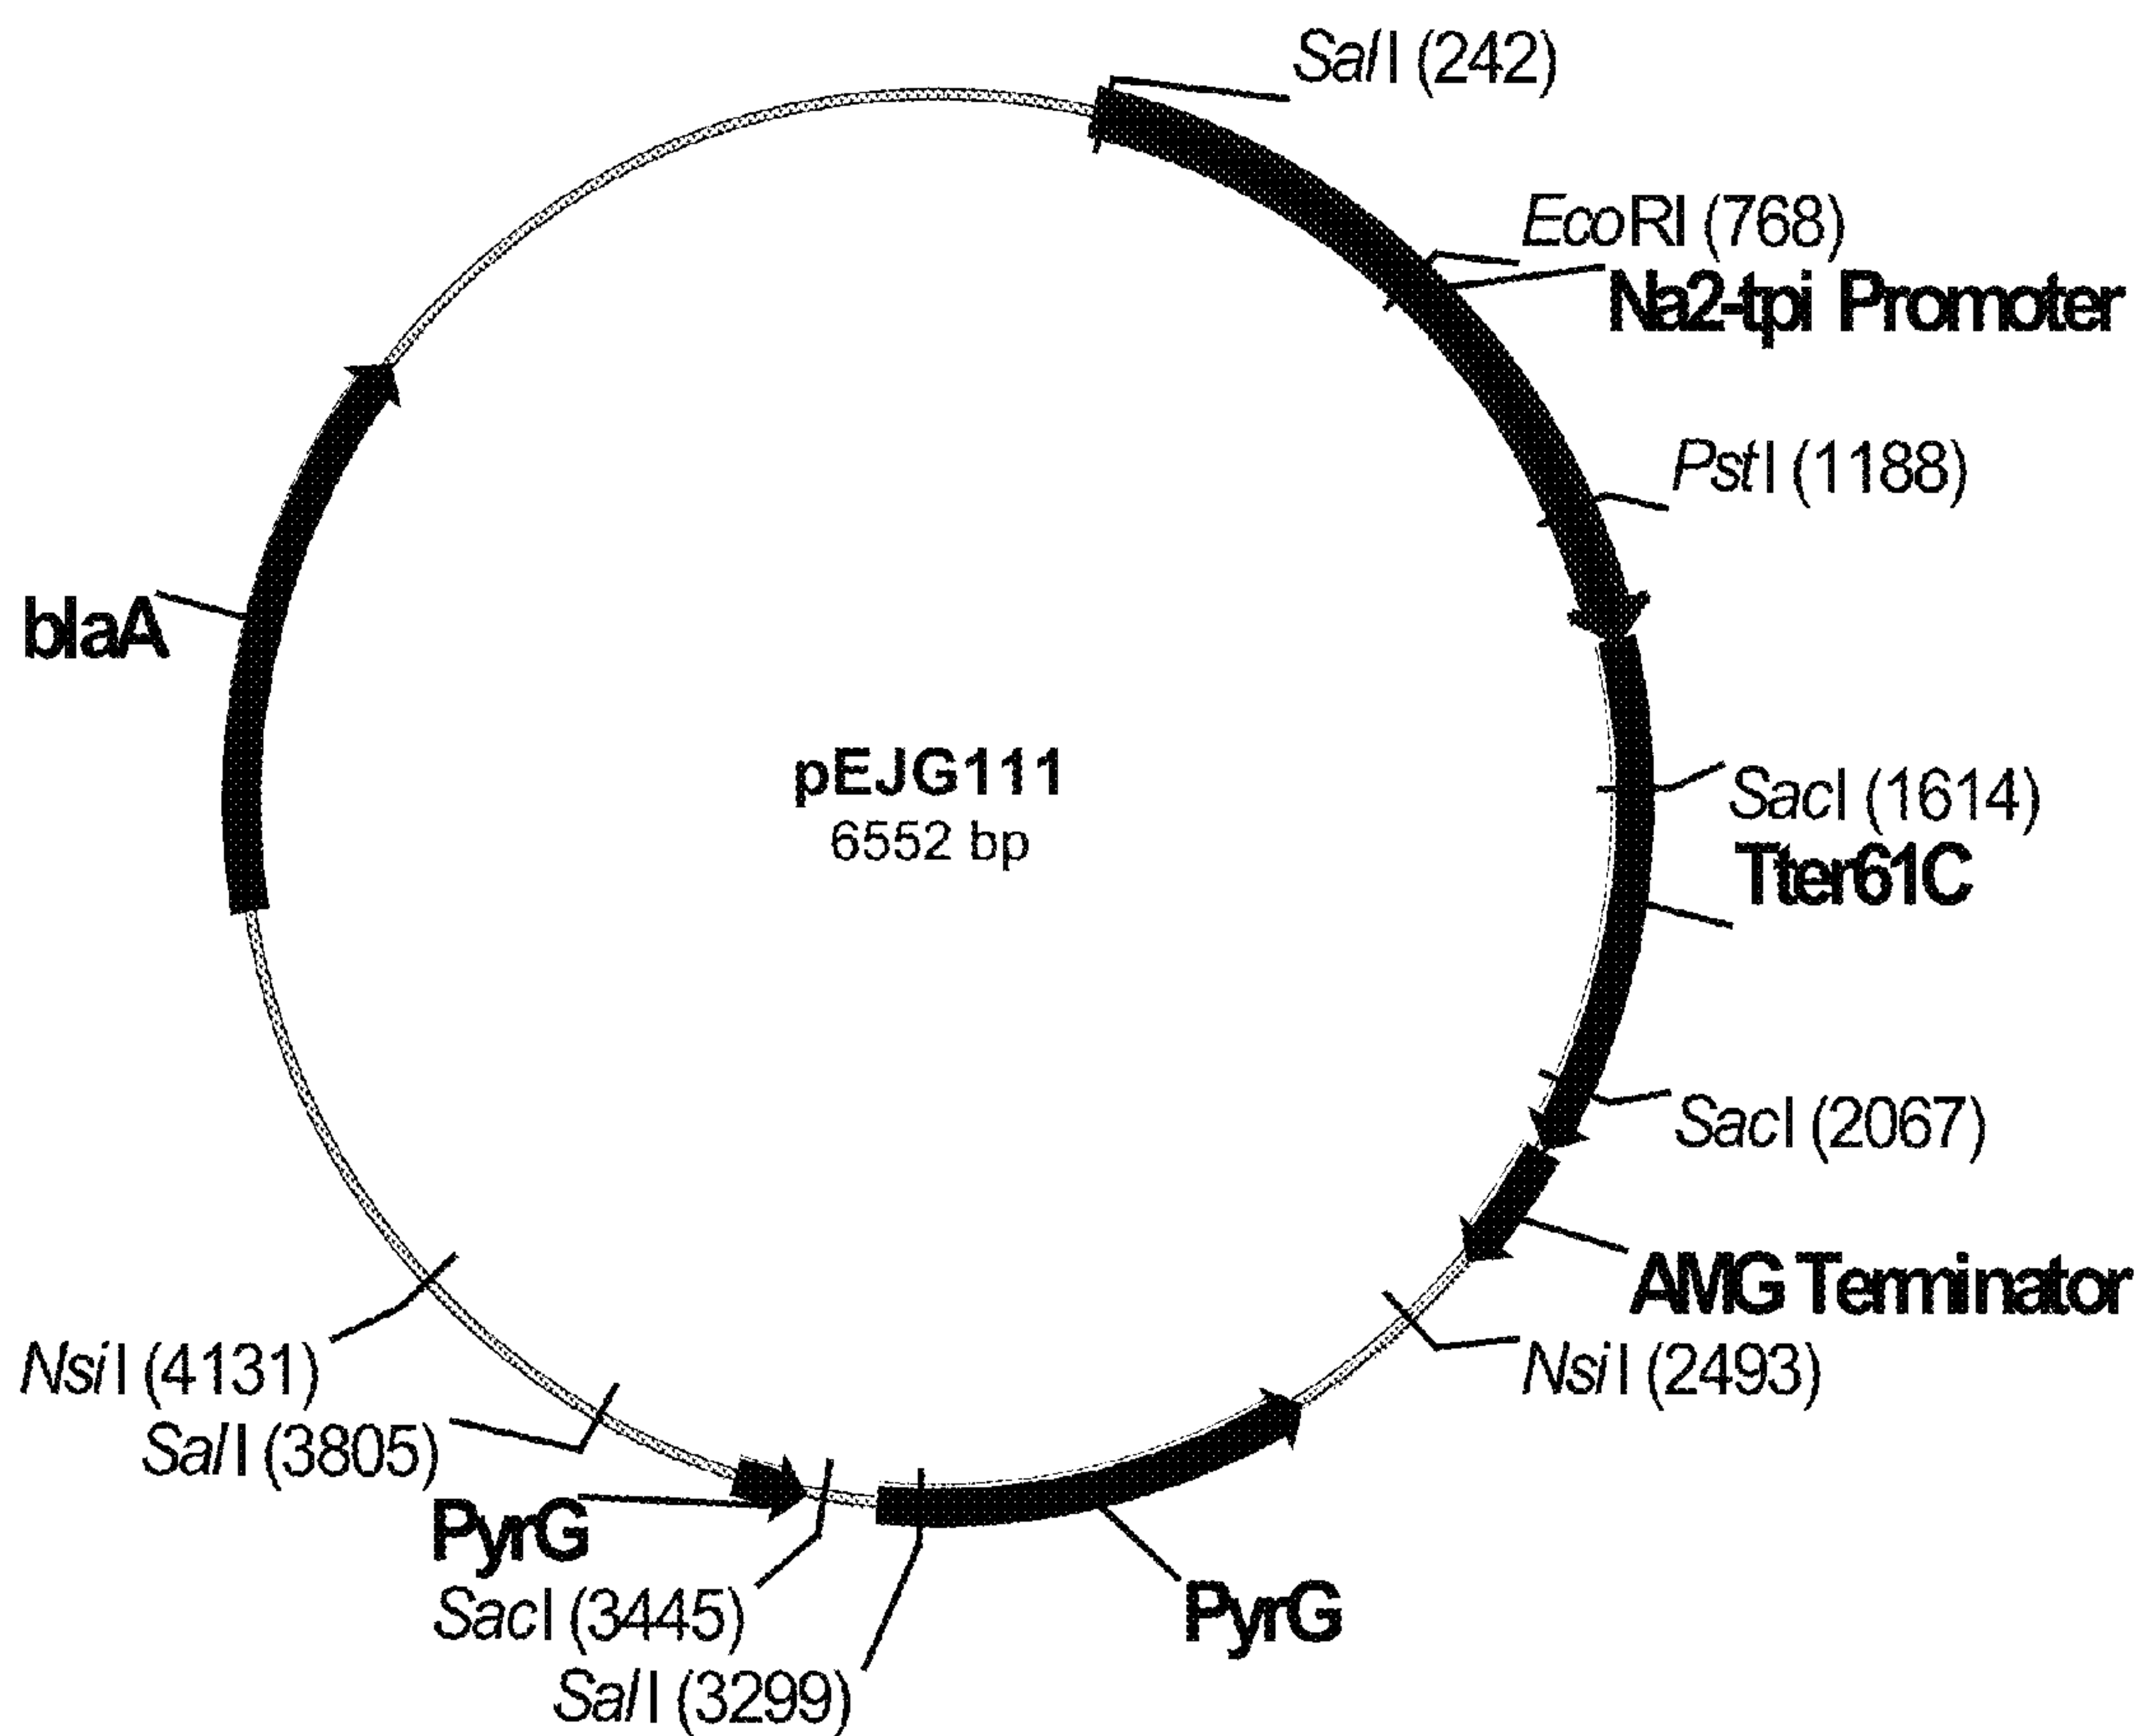 SalI (242)
EcoRI (768)
Na2-tpi Promoter
PstI (1188)
blaA
pEJG111
6552 bp
SacI (1614)
Tter61C
SacI (2067)
AMG Terminator
NsiI (4131)
NsiI (2493)
SalI (3805)
PyrG
PyrG
SacI (3445)
SalI (3299)